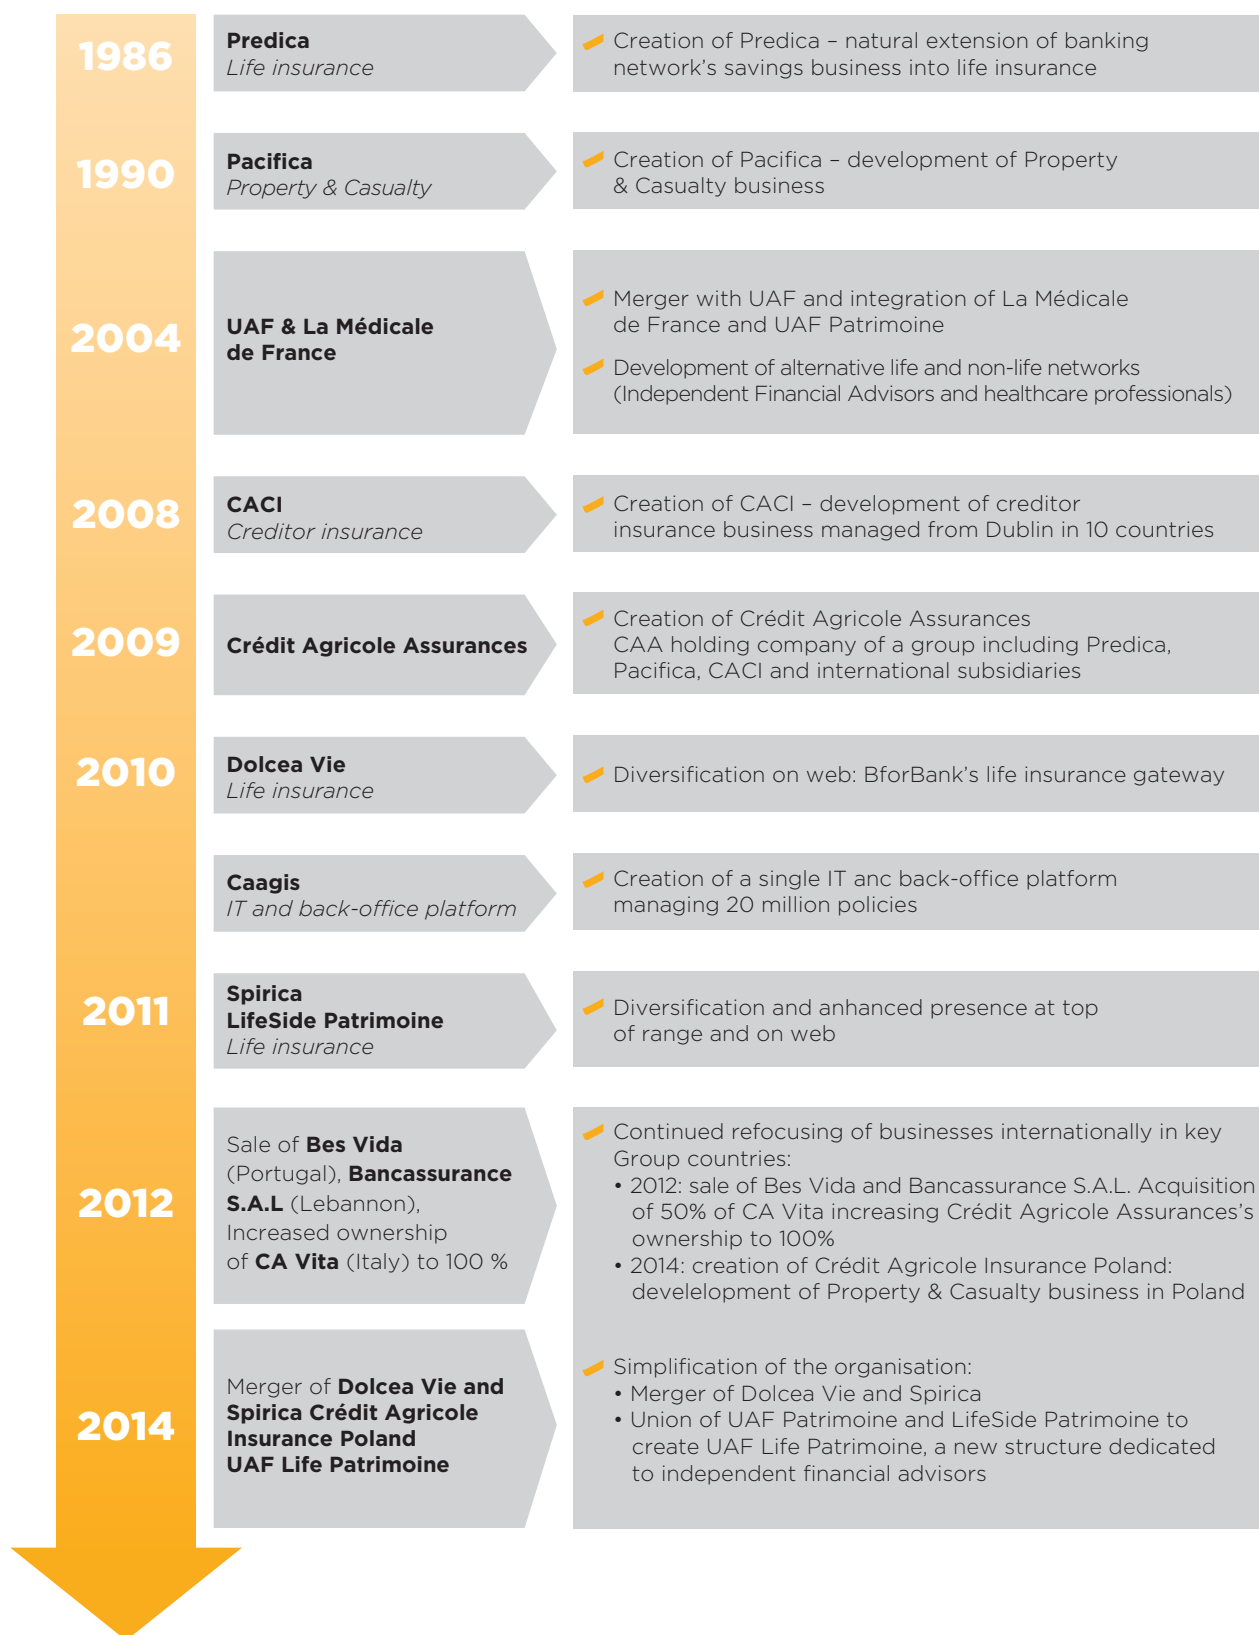 1986
Predica
Life insurance
Creation of Predica – natural extension of banking
network’s savings business into life insurance
1990
Pacifica
Property & Casualty
Creation of Pacifica – development of Property
& Casualty business
2004
UAF & La Médicale
de France
Merger with UAF and integration of La Médicale
de France and UAF Patrimoine
Development of alternative life and non-life networks
(Independent Financial Advisors and healthcare professionals)
2008
CACI
Creditor insurance
Creation of CACI – development of creditor
insurance business managed from Dublin in 10 countries
2009
Crédit Agricole Assurances
Creation of Crédit Agricole Assurances
CAA holding company of a group including Predica,
Pacifica, CACI and international subsidiaries
2010
Dolcea Vie
Life insurance
Diversification on web: BforBank’s life insurance gateway
Caagis
IT and back-office platform
Creation of a single IT anc back-office platform
managing 20 million policies
2011
Spirica
LifeSide Patrimoine
Life insurance
Diversification and anhanced presence at top
of range and on web
2012
Sale of Bes Vida
(Portugal), Bancassurance
S.A.L (Lebannon),
Increased ownership
of CA Vita (Italy) to 100 %
Continued refocusing of businesses internationally in key
Group countries:
• 2012: sale of Bes Vida and Bancassurance S.A.L. Acquisition
of 50% of CA Vita increasing Crédit Agricole Assurances’s
ownership to 100%
• 2014: creation of Crédit Agricole Insurance Poland:
develelopment of Property & Casualty business in Poland
2014
Merger of Dolcea Vie and
Spirica Crédit Agricole
Insurance Poland
UAF Life Patrimoine
Simplification of the organisation:
• Merger of Dolcea Vie and Spirica
• Union of UAF Patrimoine and LifeSide Patrimoine to
create UAF Life Patrimoine, a new structure dedicated
to independent financial advisors